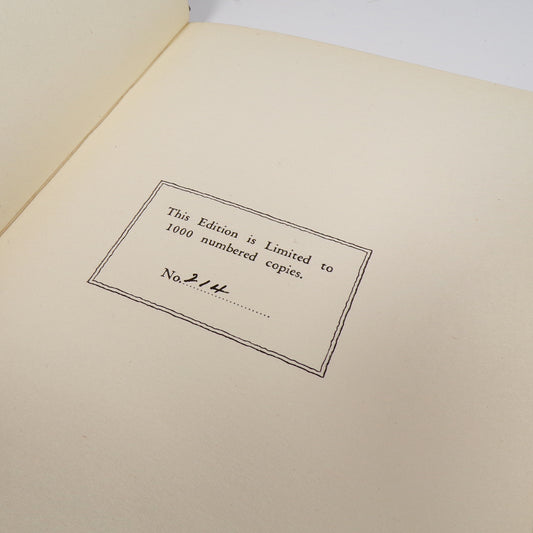 This Edition is Limited to
1000 numbered copies.
No. 214